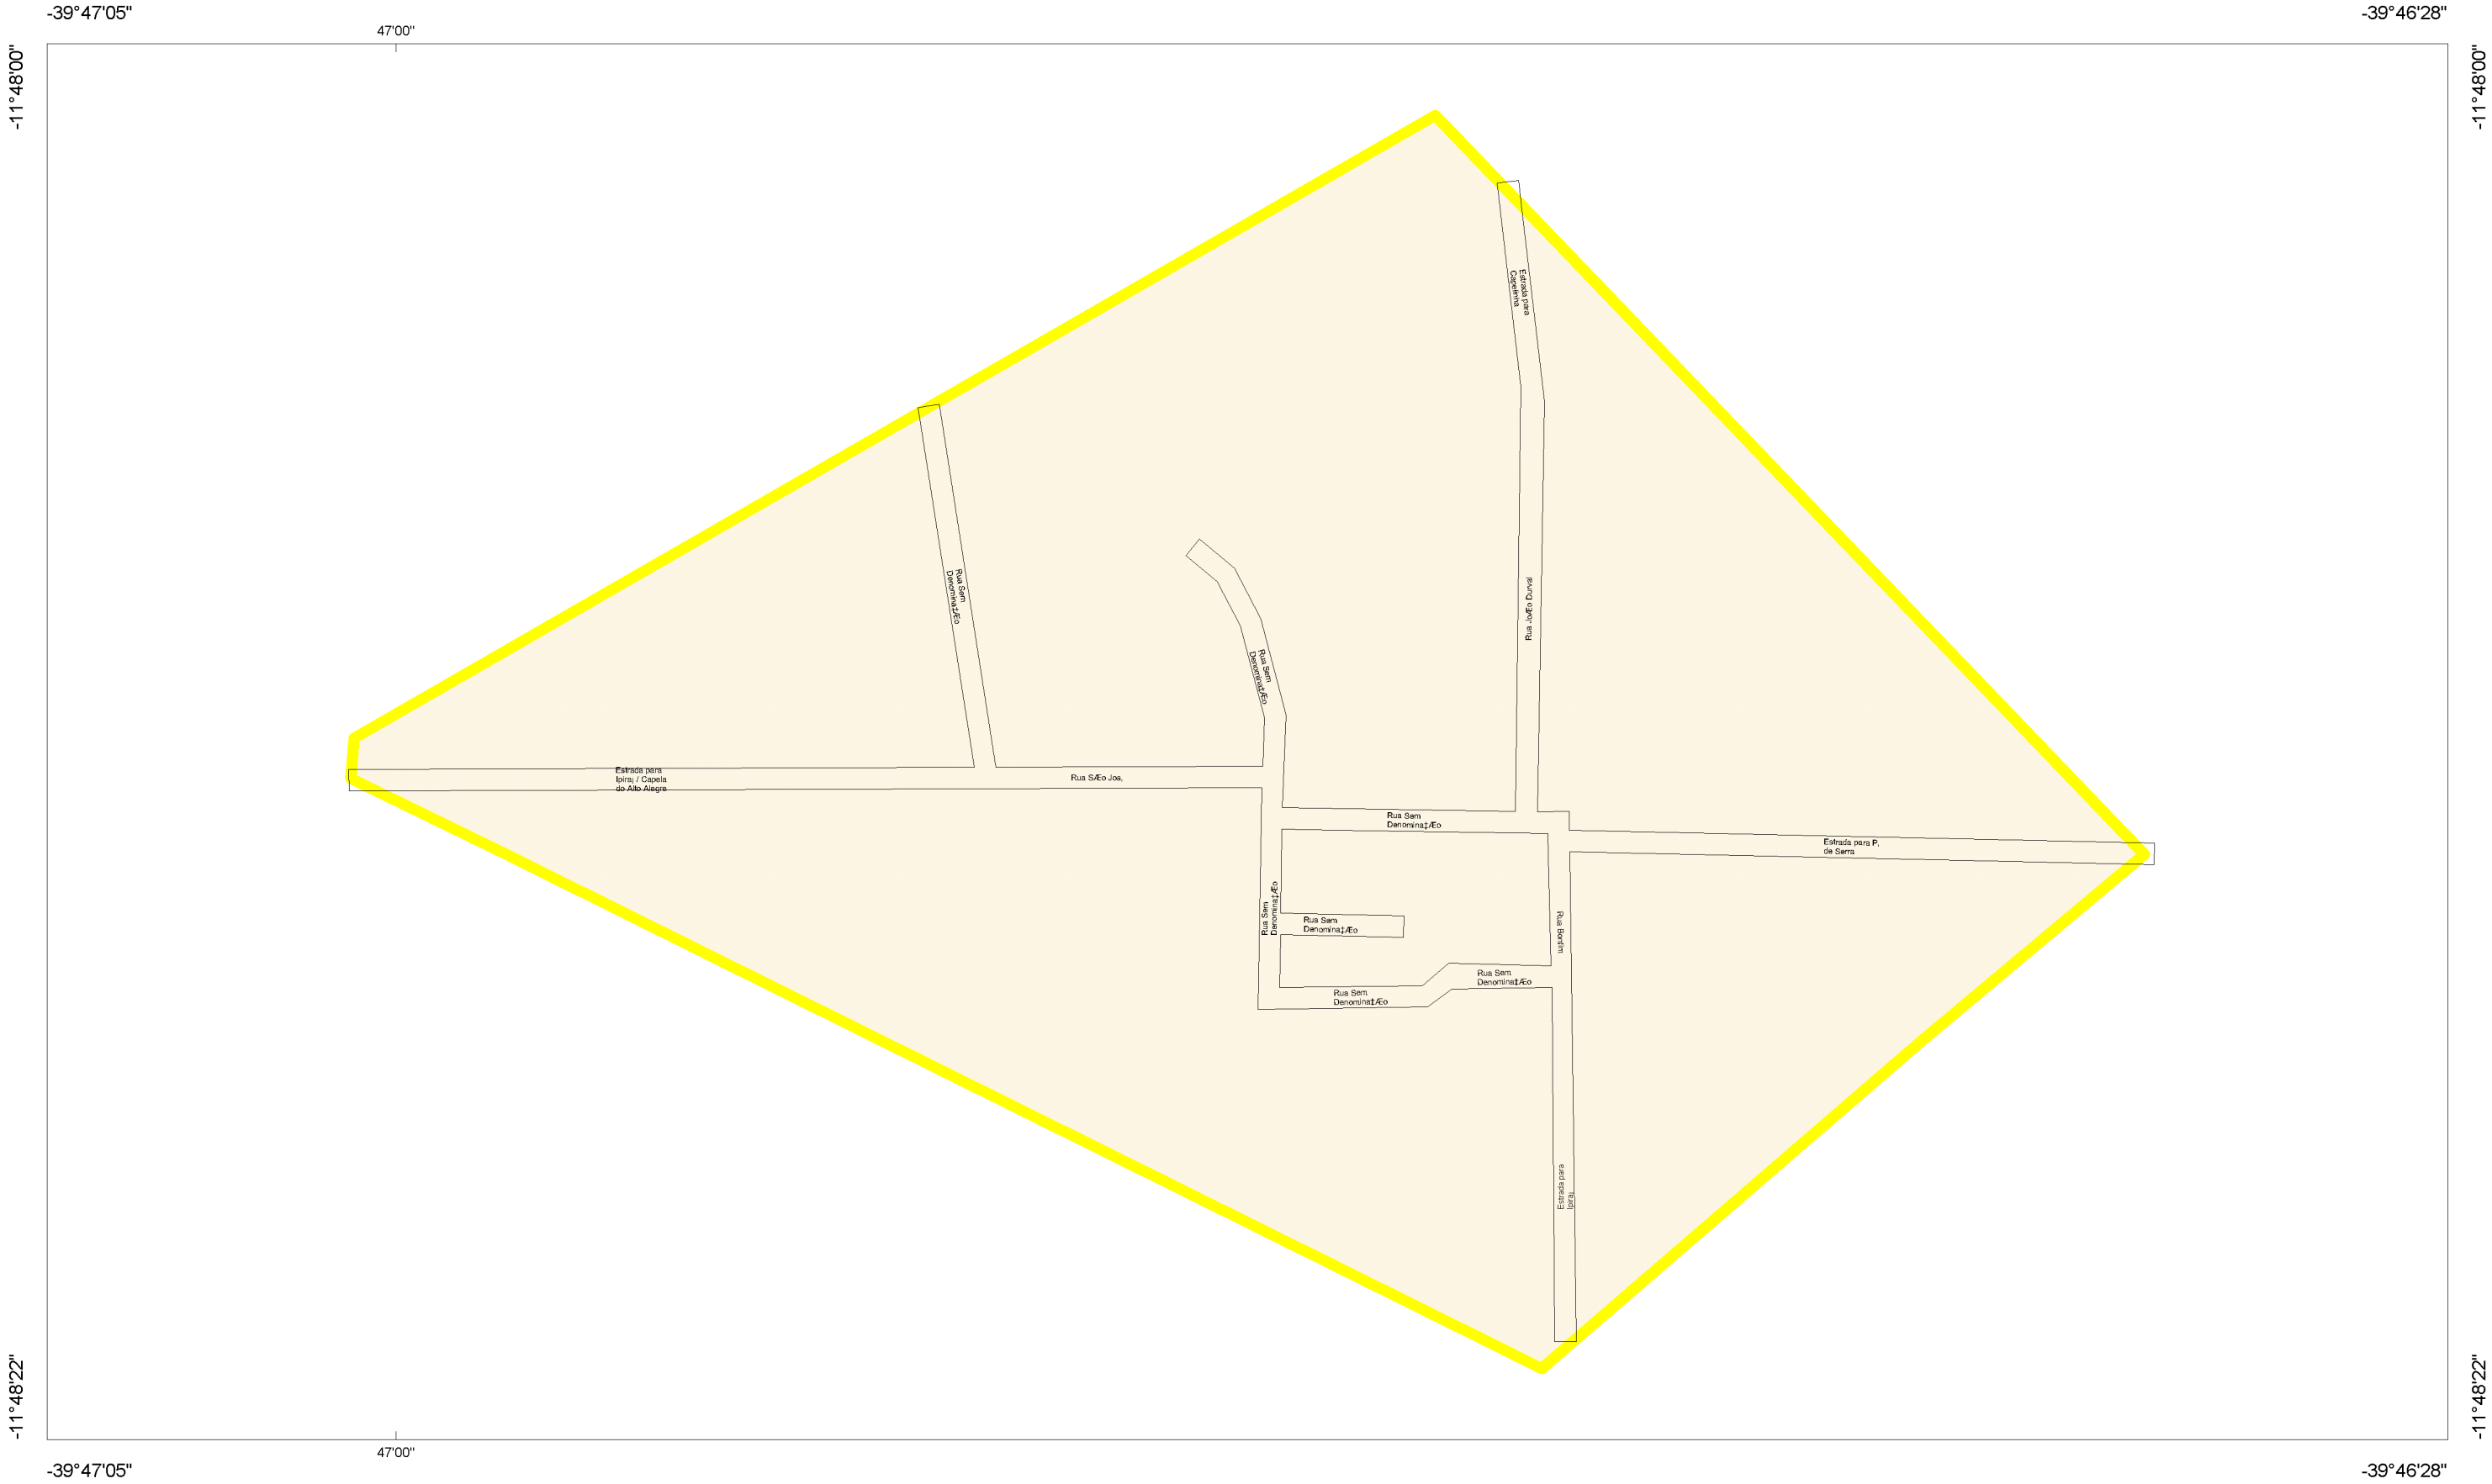 -39°47'05"
-39°46'28"
47'00"
-11°48'00"
-11°48'00"
Estrada para
Capelinha
Rua Sem
Denomina‡Æo
Rua JoÆo Durval
Rua Sem
Denomina‡Æo
Estrada para
Ipira¡ / Capela
do Alto Alegre
Rua SÆo Jos‚
Rua Sem
Denomina‡Æo
Estrada para P‚
de Serra
Rua Sem
Denomina‡Æo
Rua Sem
Denomina‡Æo
Rua Bonfim
Rua Sem
Denomina‡Æo
Rua Sem
Denomina‡Æo
Estrada para
Ipira¡
-11°48'22"
-11°48'22"
47'00"
-39°47'05"
-39°46'28"